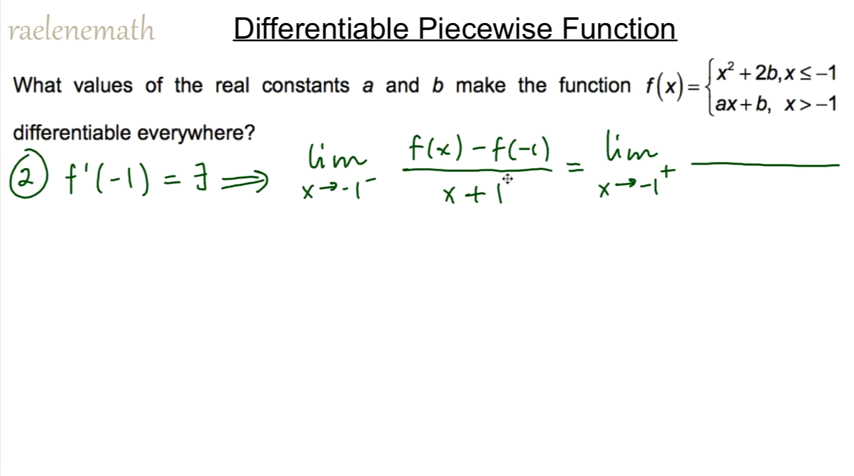 raelenemath
Differentiable Piecewise Function
What values of the real constants a and b make the function f(x)={x²+2b, x≤-1
ax+b, x>-1
differentiable everywhere?
② f'(-1) = ∃ ⟹ lim x→-1⁻ f(x)-f(-1) / x+1 = lim x→-1⁺